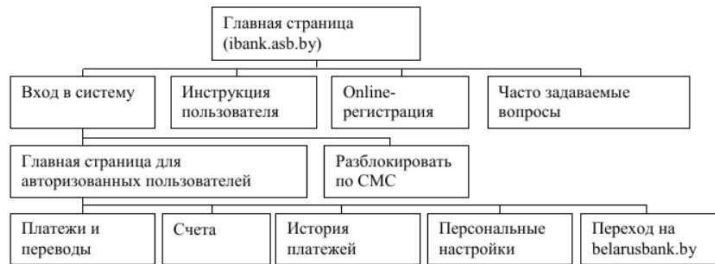 Главная страница
(ibank.asb.by)
Вход в систему
Инструкция
пользователя
Online-
регистрация
Часто задаваемые
вопросы
Главная страница для
авторизованных пользователей
Разблокировать
по СМС
Платежи и
переводы
Счета
История
платежей
Персональные
настройки
Переход на
belarusbank.by